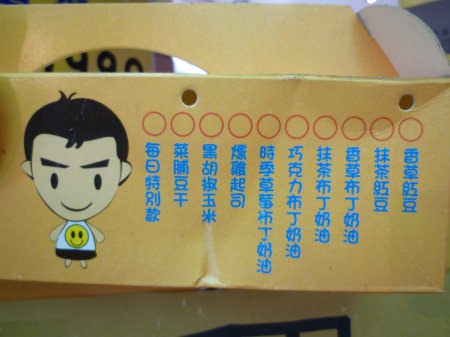 香草紅豆
抹茶紅豆
香草布丁奶油
抹茶布丁奶油
巧克力布丁奶油
時季草莓布丁奶油
燻雞起司
黑胡椒玉米
菜脯豆干
每日特別款